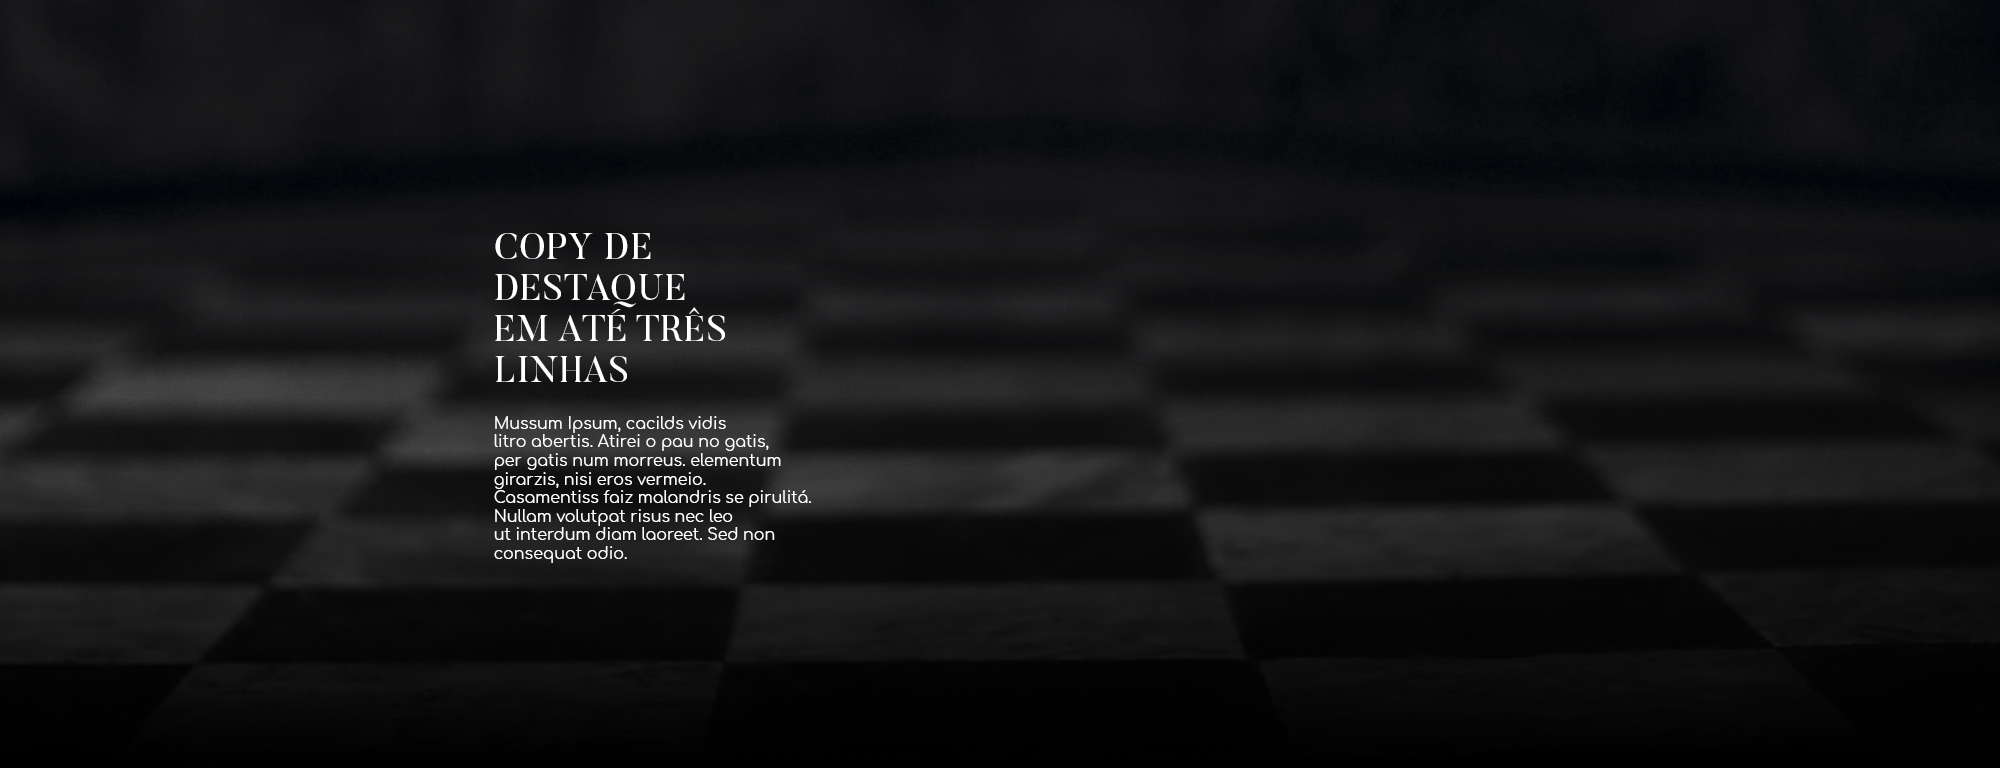 COPY DE
DESTAQUE
EM ATÉ TRÊS
LINHAS
Mussum Ipsum, cacilds vidis
litro abertis. Atirei o pau no gatis,
per gatis num morreus. elementum
girarzis, nisi eros vermeio.
Casamentiss faiz malandris se pirulitá.
Nullam volutpat risus nec leo
ut interdum diam laoreet. Sed non
consequat odio.